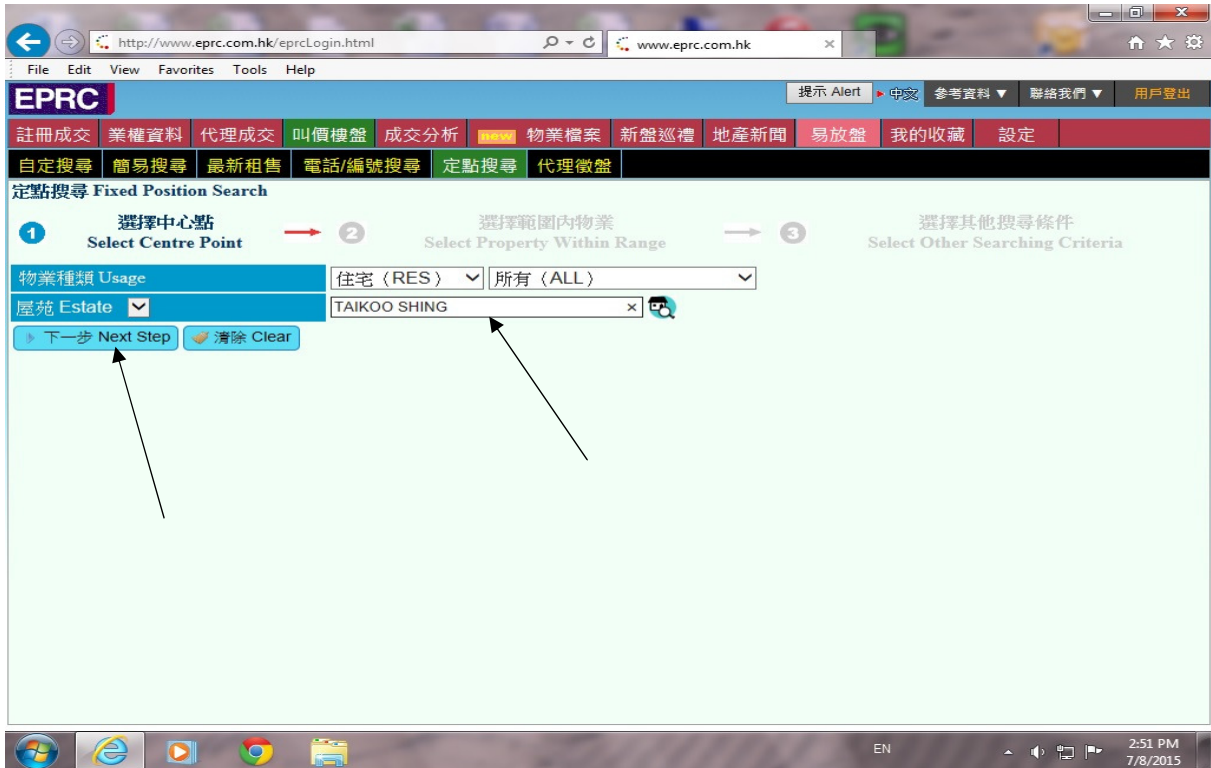 http://www.eprc.com.hk/eprcLogin.html
www.eprc.com.hk
File Edit View Favorites Tools Help
EPRC
提示 Alert 中文 參考資料 ▼ 聯絡我們 ▼ 用戶登出
註冊成交 業權資料 代理成交 叫價樓盤 成交分析 new 物業檔案 新盤巡禮 地產新聞 易放盤 我的收藏 設定
自定搜尋 簡易搜尋 最新租售 電話/編號搜尋 定點搜尋 代理徵盤
定點搜尋 Fixed Position Search
1 選擇中心點 Select Centre Point
2 選擇範圍內物業 Select Property Within Range
3 選擇其他搜尋條件 Select Other Searching Criteria
物業種類 Usage 住宅（RES） 所有（ALL）
屋苑 Estate TAIKOO SHING ×
下一步 Next Step 清除 Clear
EN
2:51 PM
7/8/2015